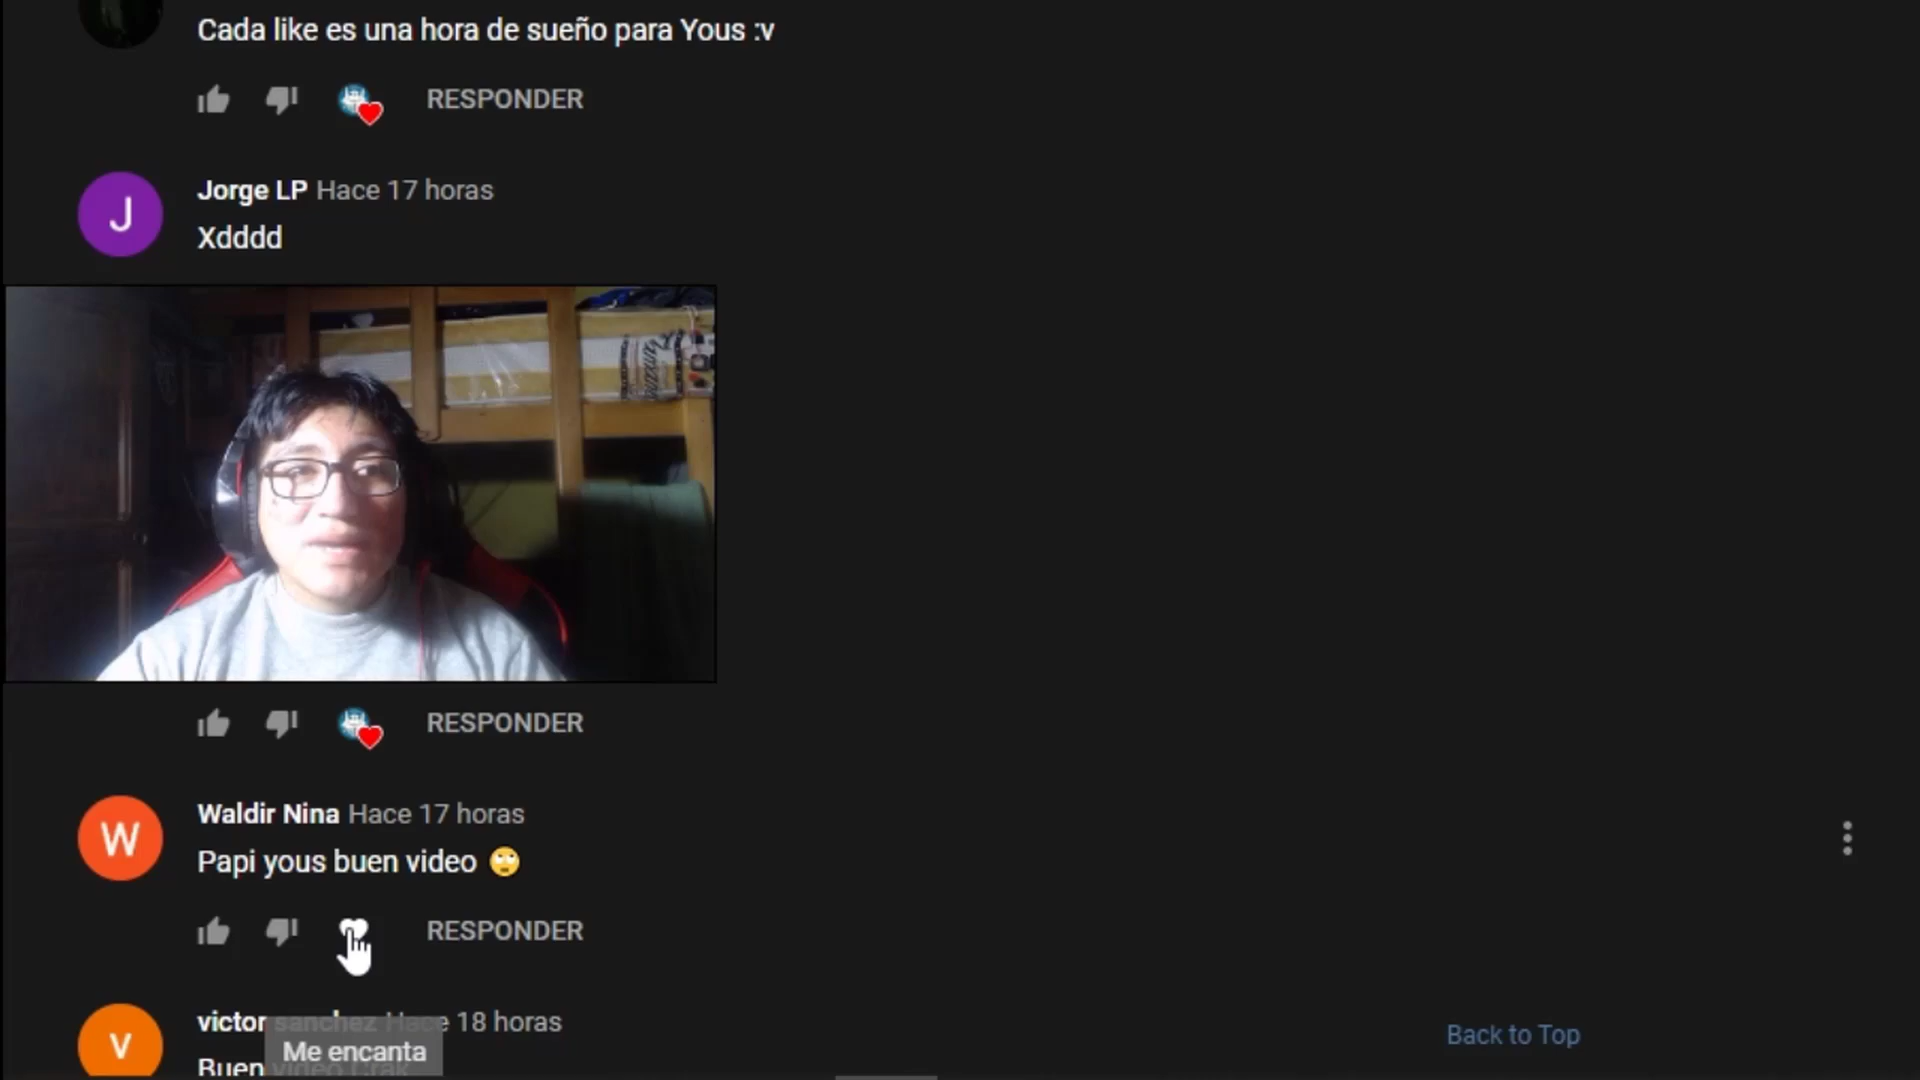 Cada like es una hora de sueño para Yous :v
RESPONDER
J
Jorge LP Hace 17 horas
Xdddd
RESPONDER
W
Waldir Nina Hace 17 horas
Papi yous buen video 🙄
RESPONDER
v
victor sanchez Hace 18 horas
Buen video Crak
Me encanta
Back to Top